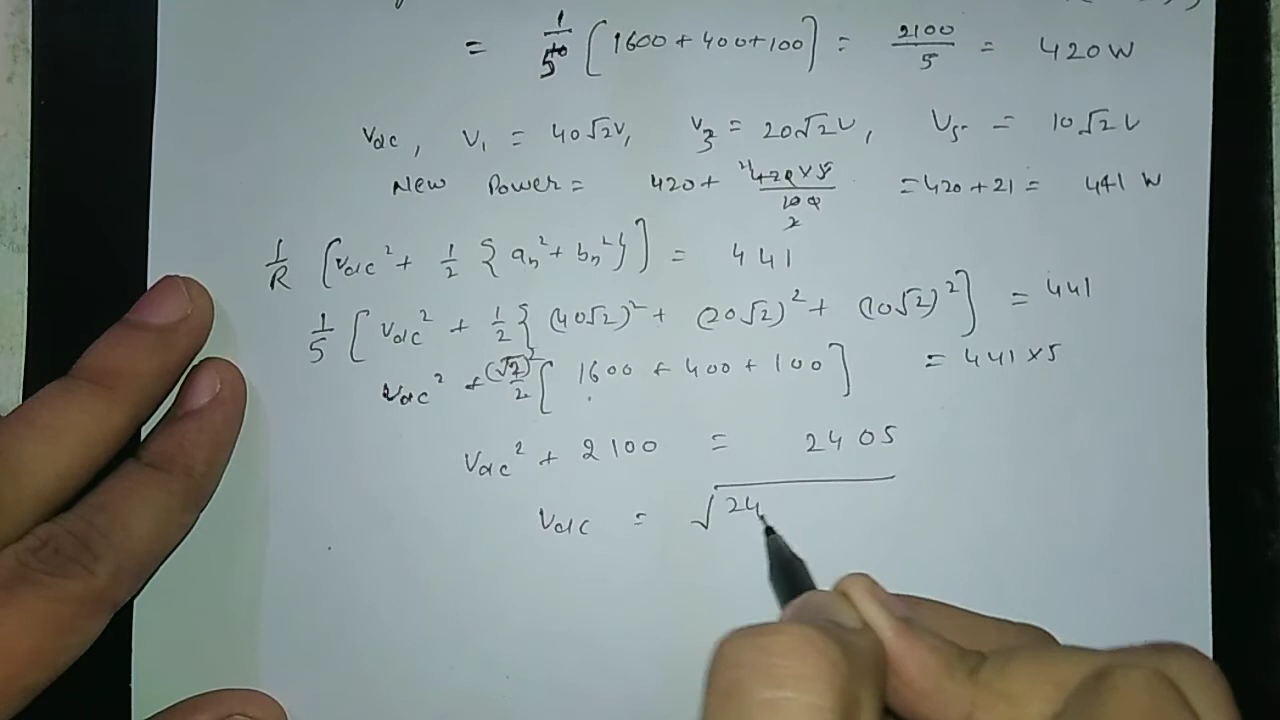 = 1/5 [1600 + 400 + 100] = 2100/5 = 420 W
Vdc, V₁ = 40√2V, V₃ = 20√2V, V₅ = 10√2V
New Power = 420 + 420×5/100 = 420 + 21 = 441 W
1/R [Vdc² + 1/2 {aₙ² + bₙ²}] = 441
1/5 [Vdc² + 1/2 {(40√2)² + (20√2)² + (10√2)²] = 441
Vdc² + (√2)²/2 [1600 + 400 + 100] = 441×5
Vdc² + 2100 = 2405
Vdc = √24